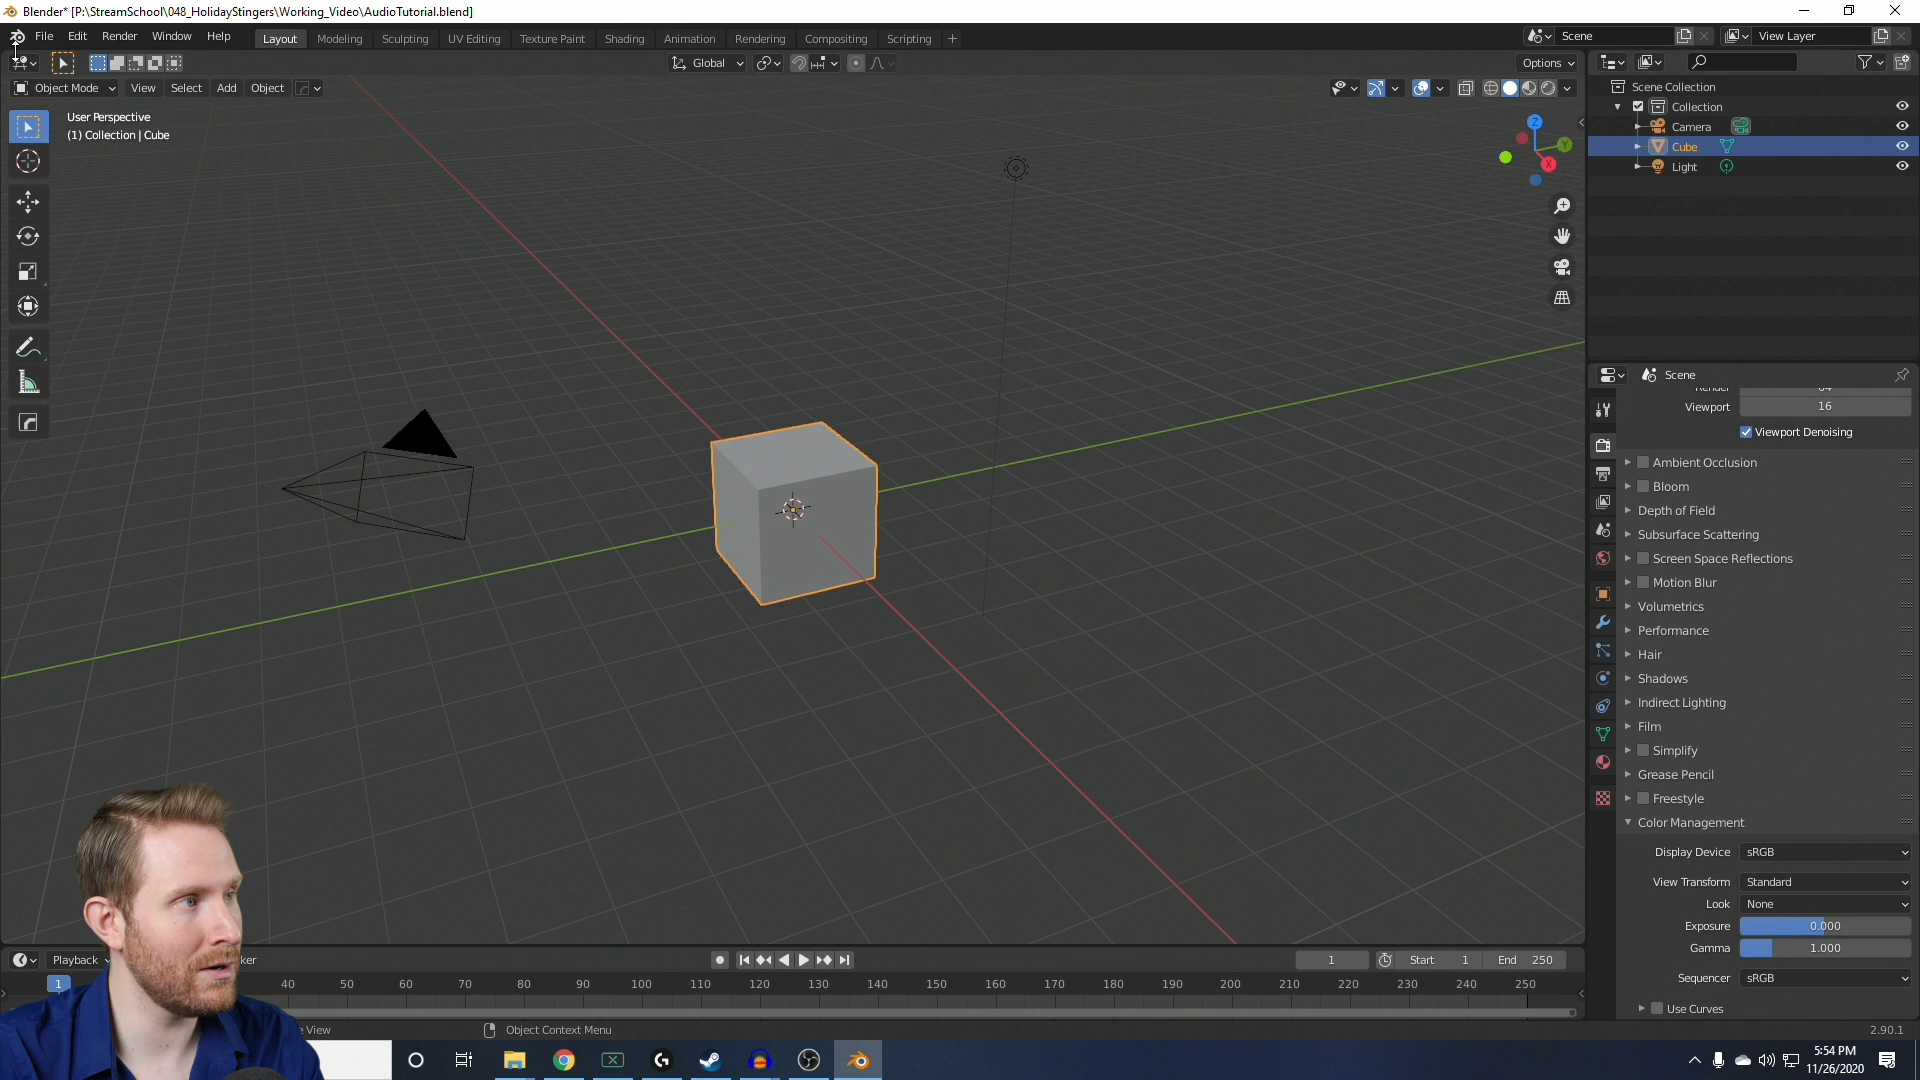 Blender* [P:\StreamSchool\048_HolidayStingers\Working_Video\AudioTutorial.blend]
File Edit Render Window Help Layout Modeling Sculpting UV Editing Texture Paint Shading Animation Rendering Compositing Scripting + Scene View Layer
Global Options
Object Mode View Select Add Object
User Perspective
(1) Collection | Cube
Z
Y
X
Scene Collection
Collection
Camera
Cube
Light
Scene
Viewport 16
Viewport Denoising
Ambient Occlusion
Bloom
Depth of Field
Subsurface Scattering
Screen Space Reflections
Motion Blur
Volumetrics
Performance
Hair
Shadows
Indirect Lighting
Film
Simplify
Grease Pencil
Freestyle
Color Management
Display Device sRGB
View Transform Standard
Look None
Exposure 0.000
Gamma 1.000
Sequencer sRGB
Use Curves
Playback ker 1 Start 1 End 250
1 40 50 60 70 80 90 100 110 120 130 140 150 160 170 180 190 200 210 220 230 240 250
View Object Context Menu 2.90.1
5:54 PM
11/26/2020